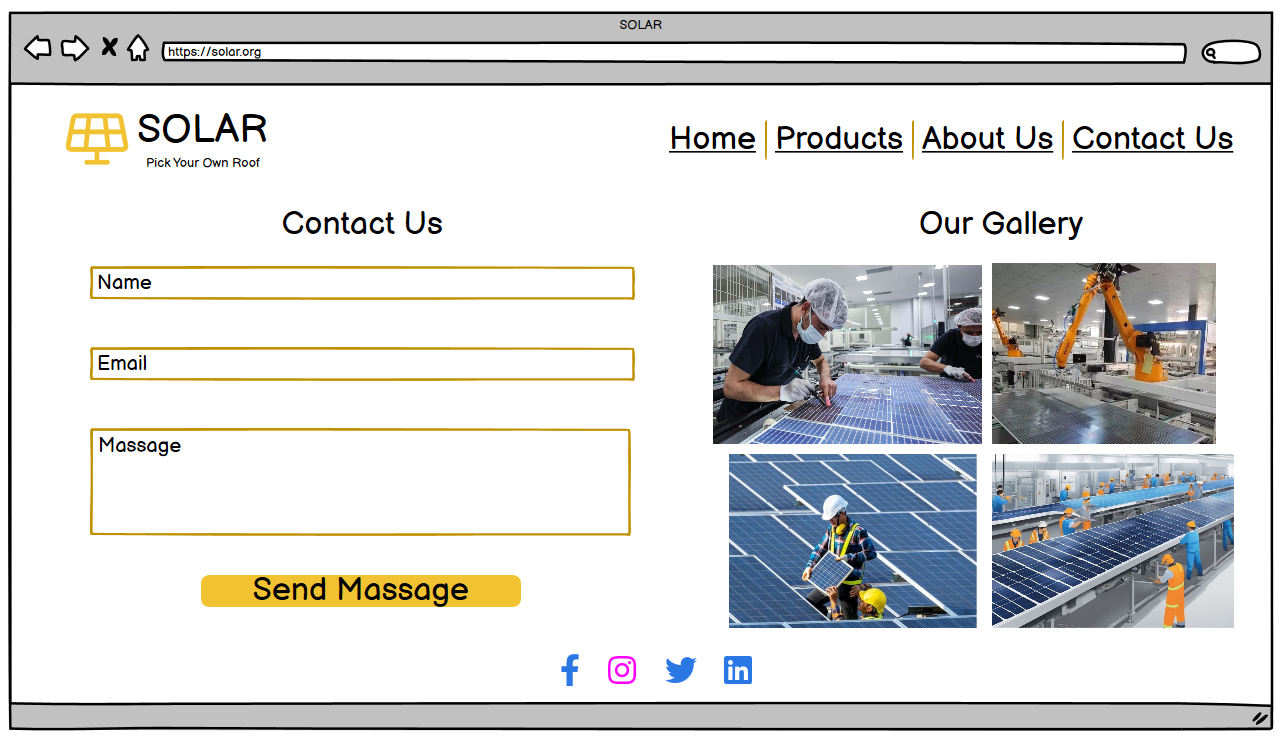 SOLAR
https://solar.org
SOLAR
Pick Your Own Roof
Home
Products
About Us
Contact Us
Contact Us
Our Gallery
Name
Email
Massage
Send Massage